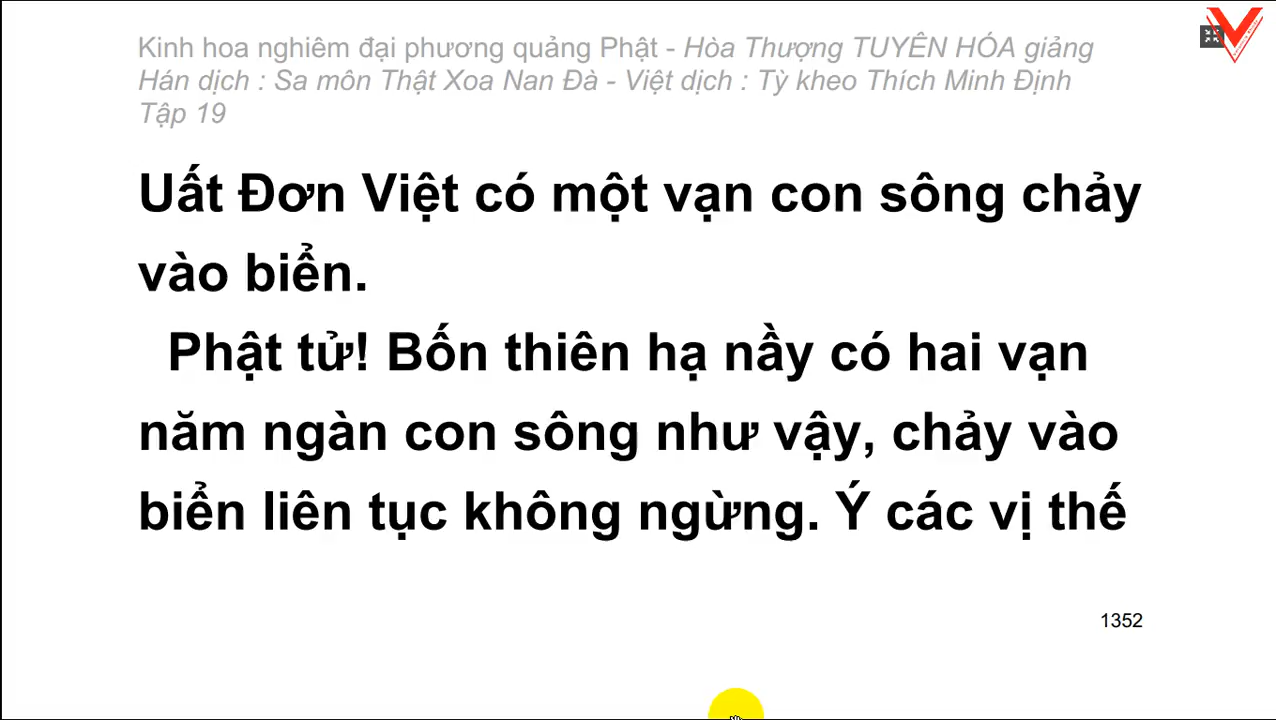 Kinh hoa nghiêm đại phương quảng Phật - Hòa Thượng TUYÊN HÓA giảng
Hán dịch : Sa môn Thật Xoa Nan Đà - Việt dịch : Tỳ kheo Thích Minh Định
Tập 19
Uất Đơn Việt có một vạn con sông chảy
vào biển.
Phật tử! Bốn thiên hạ nầy có hai vạn
năm ngàn con sông như vậy, chảy vào
biển liên tục không ngừng. Ý các vị thế
1352